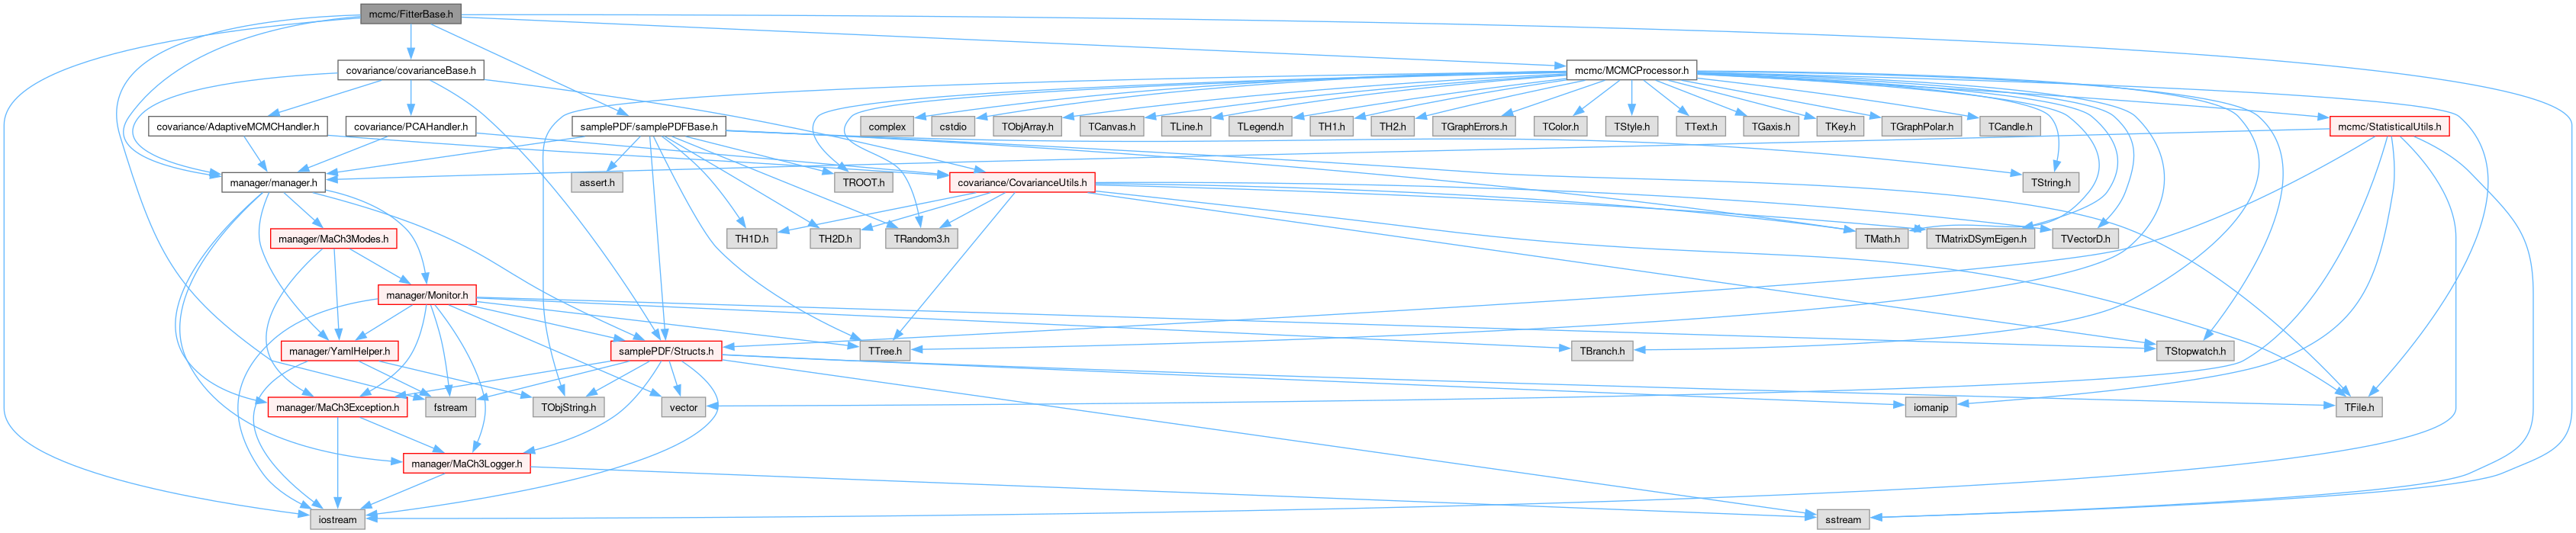 mcmc/FitterBase.h
covariance/covarianceBase.h
mcmc/MCMCProcessor.h
covariance/AdaptiveMCMCHandler.h
covariance/PCAHandler.h
samplePDF/samplePDFBase.h
complex
cstdio
TObjArray.h
TCanvas.h
TLine.h
TLegend.h
TH1.h
TH2.h
TGraphErrors.h
TColor.h
TStyle.h
TText.h
TGaxis.h
TKey.h
TGraphPolar.h
TCandle.h
mcmc/StatisticalUtils.h
manager/manager.h
assert.h
TROOT.h
covariance/CovarianceUtils.h
TString.h
manager/MaCh3Modes.h
TH1D.h
TH2D.h
TRandom3.h
TMath.h
TMatrixDSymEigen.h
TVectorD.h
manager/Monitor.h
manager/YamlHelper.h
samplePDF/Structs.h
TTree.h
TBranch.h
TStopwatch.h
manager/MaCh3Exception.h
fstream
TObjString.h
vector
iomanip
TFile.h
manager/MaCh3Logger.h
iostream
sstream